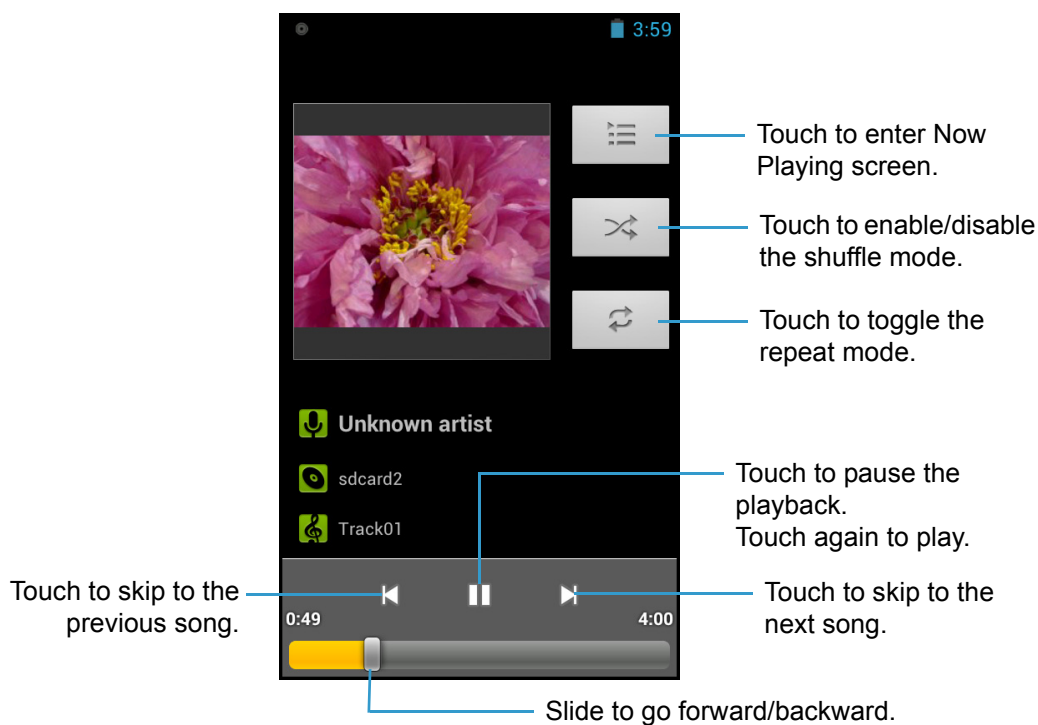 3:59
Touch to enter Now
Playing screen.
Touch to enable/disable
the shuffle mode.
Touch to toggle the
repeat mode.
Unknown artist
sdcard2
Track01
Touch to pause the
playback.
Touch again to play.
Touch to skip to the
previous song.
0:49
4:00
Touch to skip to the
next song.
Slide to go forward/backward.